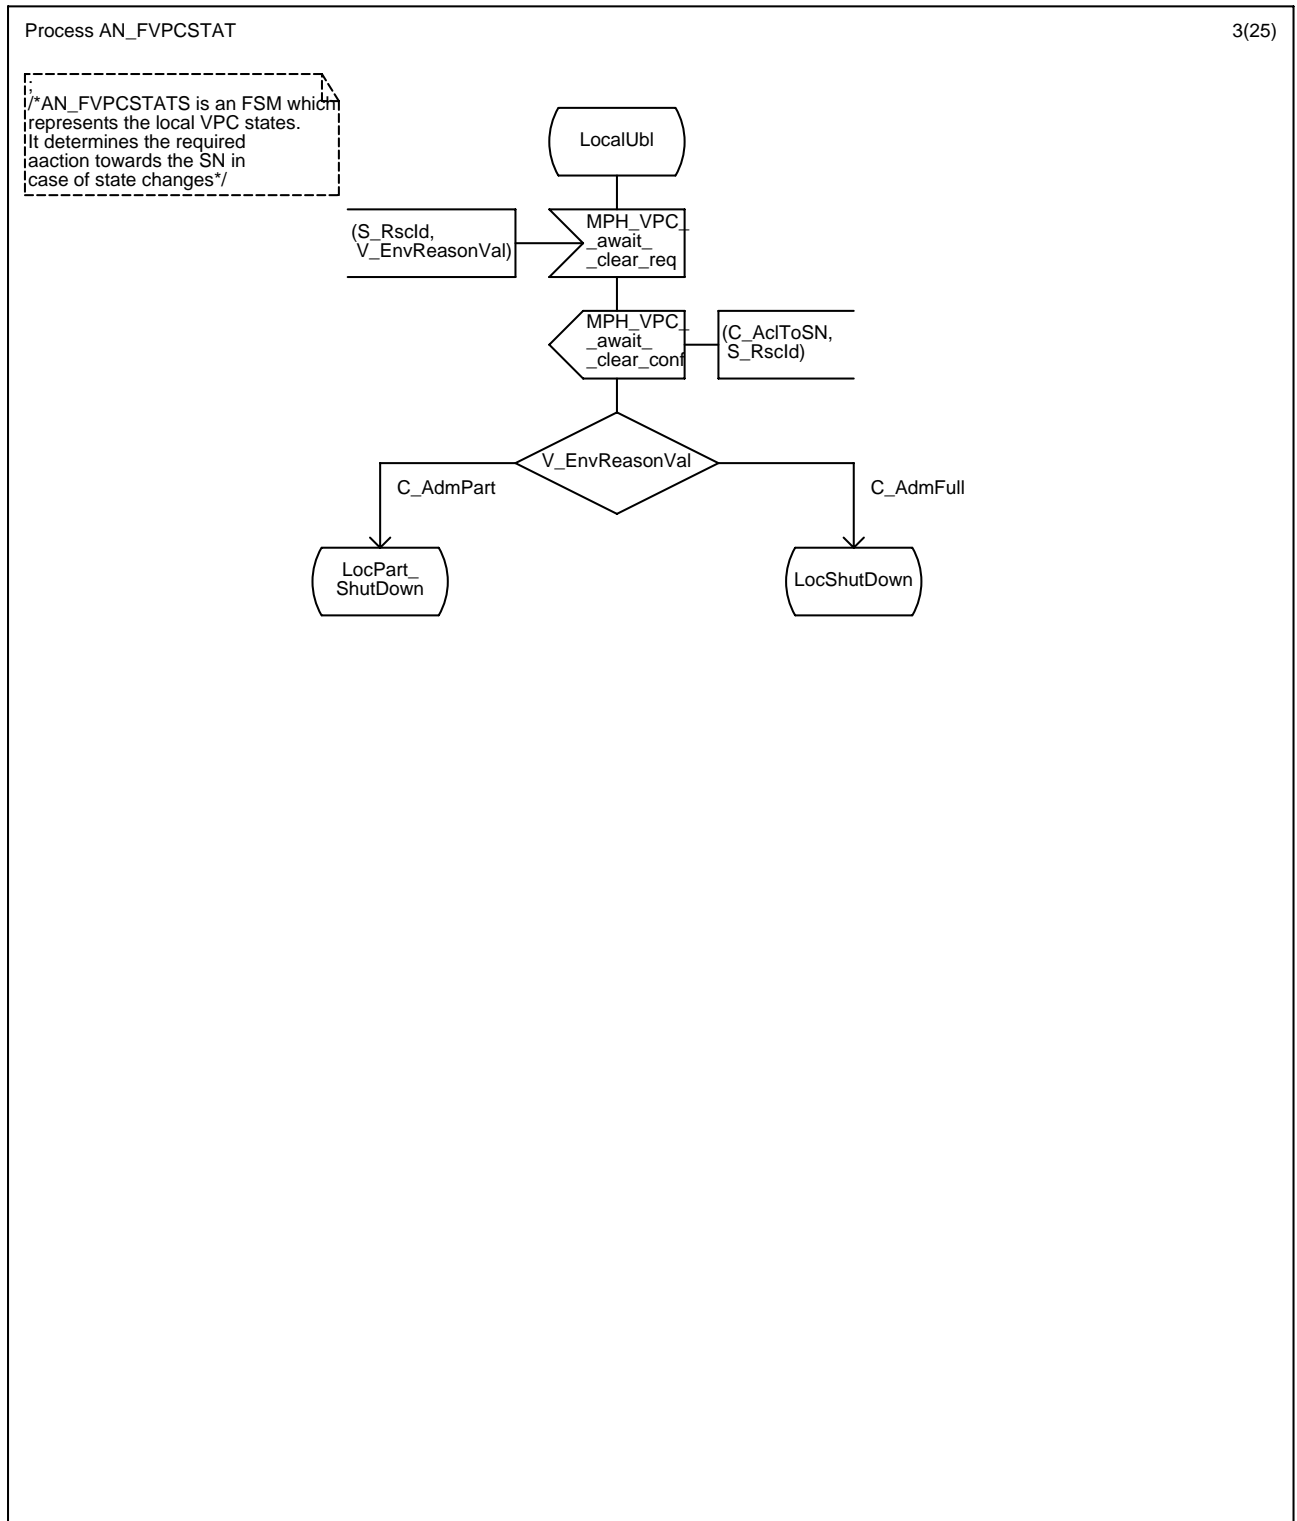 Process AN_FVPCSTAT
3(25)
;
/*AN_FVPCSTATS is an FSM which
represents the local VPC states.
It determines the required
aaction towards the SN in
case of state changes*/
LocalUbl
(S_RscId,
V_EnvReasonVal)
MPH_VPC_
_await_
_clear_req
MPH_VPC_
_await_
_clear_conf
(C_AclToSN,
S_RscId)
V_EnvReasonVal
C_AdmPart
C_AdmFull
LocPart_
ShutDown
LocShutDown